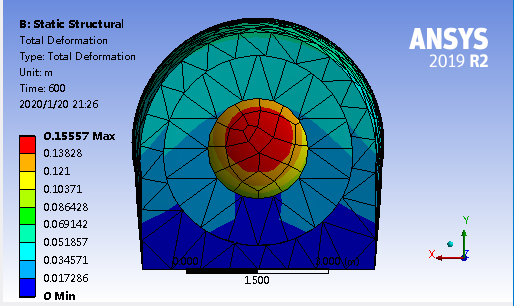 B: Static Structural
Total Deformation
Type: Total Deformation
Unit: m
Time: 600
2020/1/20 21:26
0.15557 Max
0.13828
0.121
0.10371
0.086428
0.069142
0.051857
0.034571
0.017286
0 Min
ANSYS
2019 R2
1.500
Y
X
Z